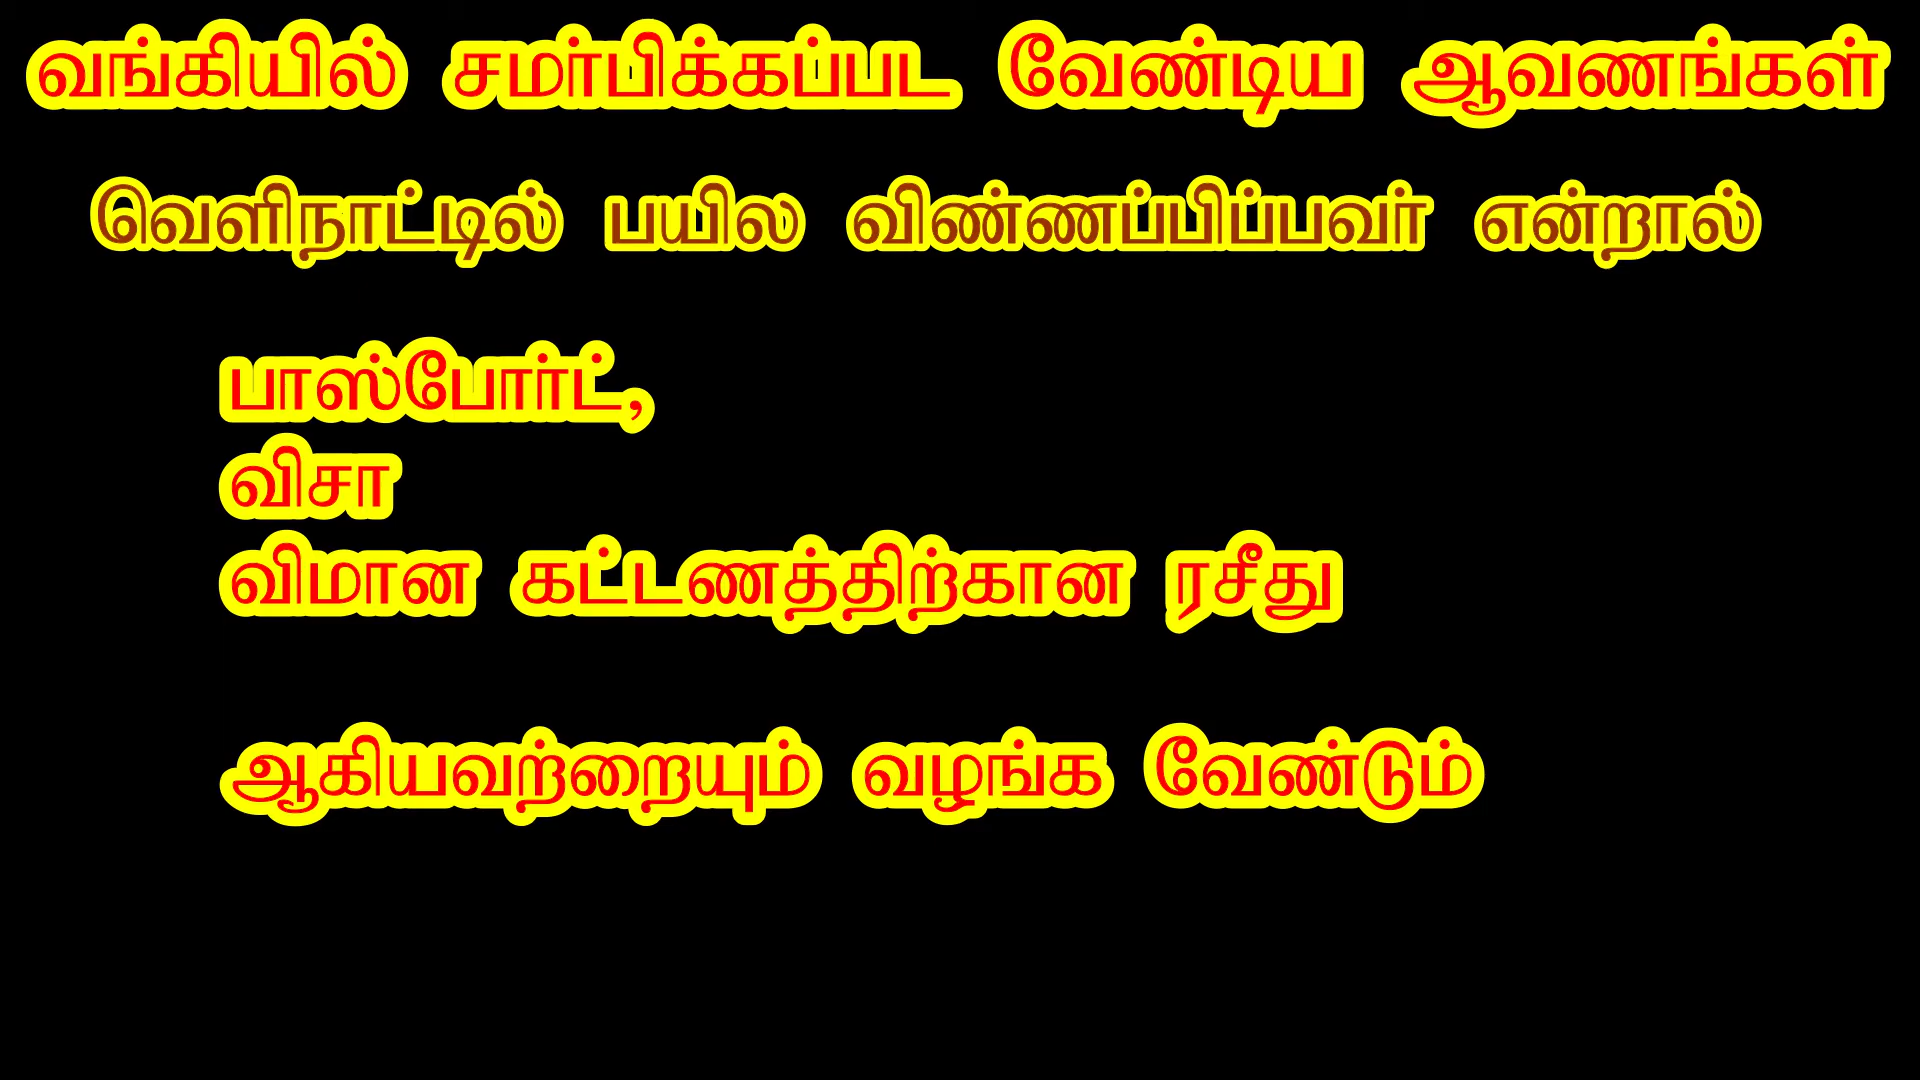 வங்கியில் சமர்பிக்கப்பட வேண்டிய ஆவணங்கள்
வெளிநாட்டில் பயில விண்ணப்பிப்பவர் என்றால்
பாஸ்போர்ட்,
விசா
விமான கட்டணத்திற்கான ரசீது
ஆகியவற்றையும் வழங்க வேண்டும்